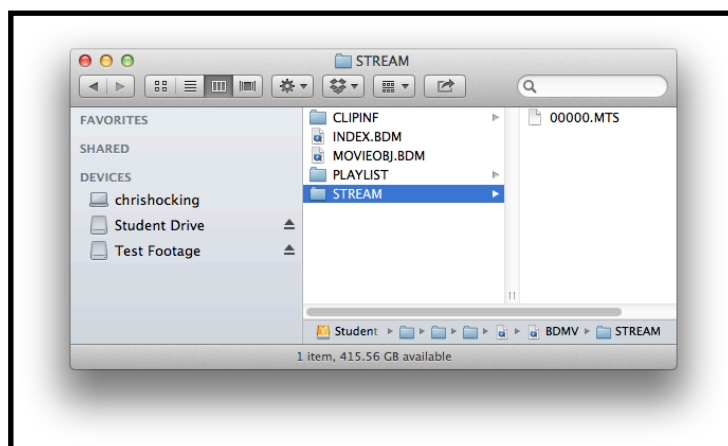 STREAM
FAVORITES
SHARED
DEVICES
chrishocking
Student Drive
Test Footage
CLIPINF
INDEX.BDM
MOVIEOBJ.BDM
PLAYLIST
STREAM
00000.MTS
Student
BDMV
STREAM
1 item, 415.56 GB available